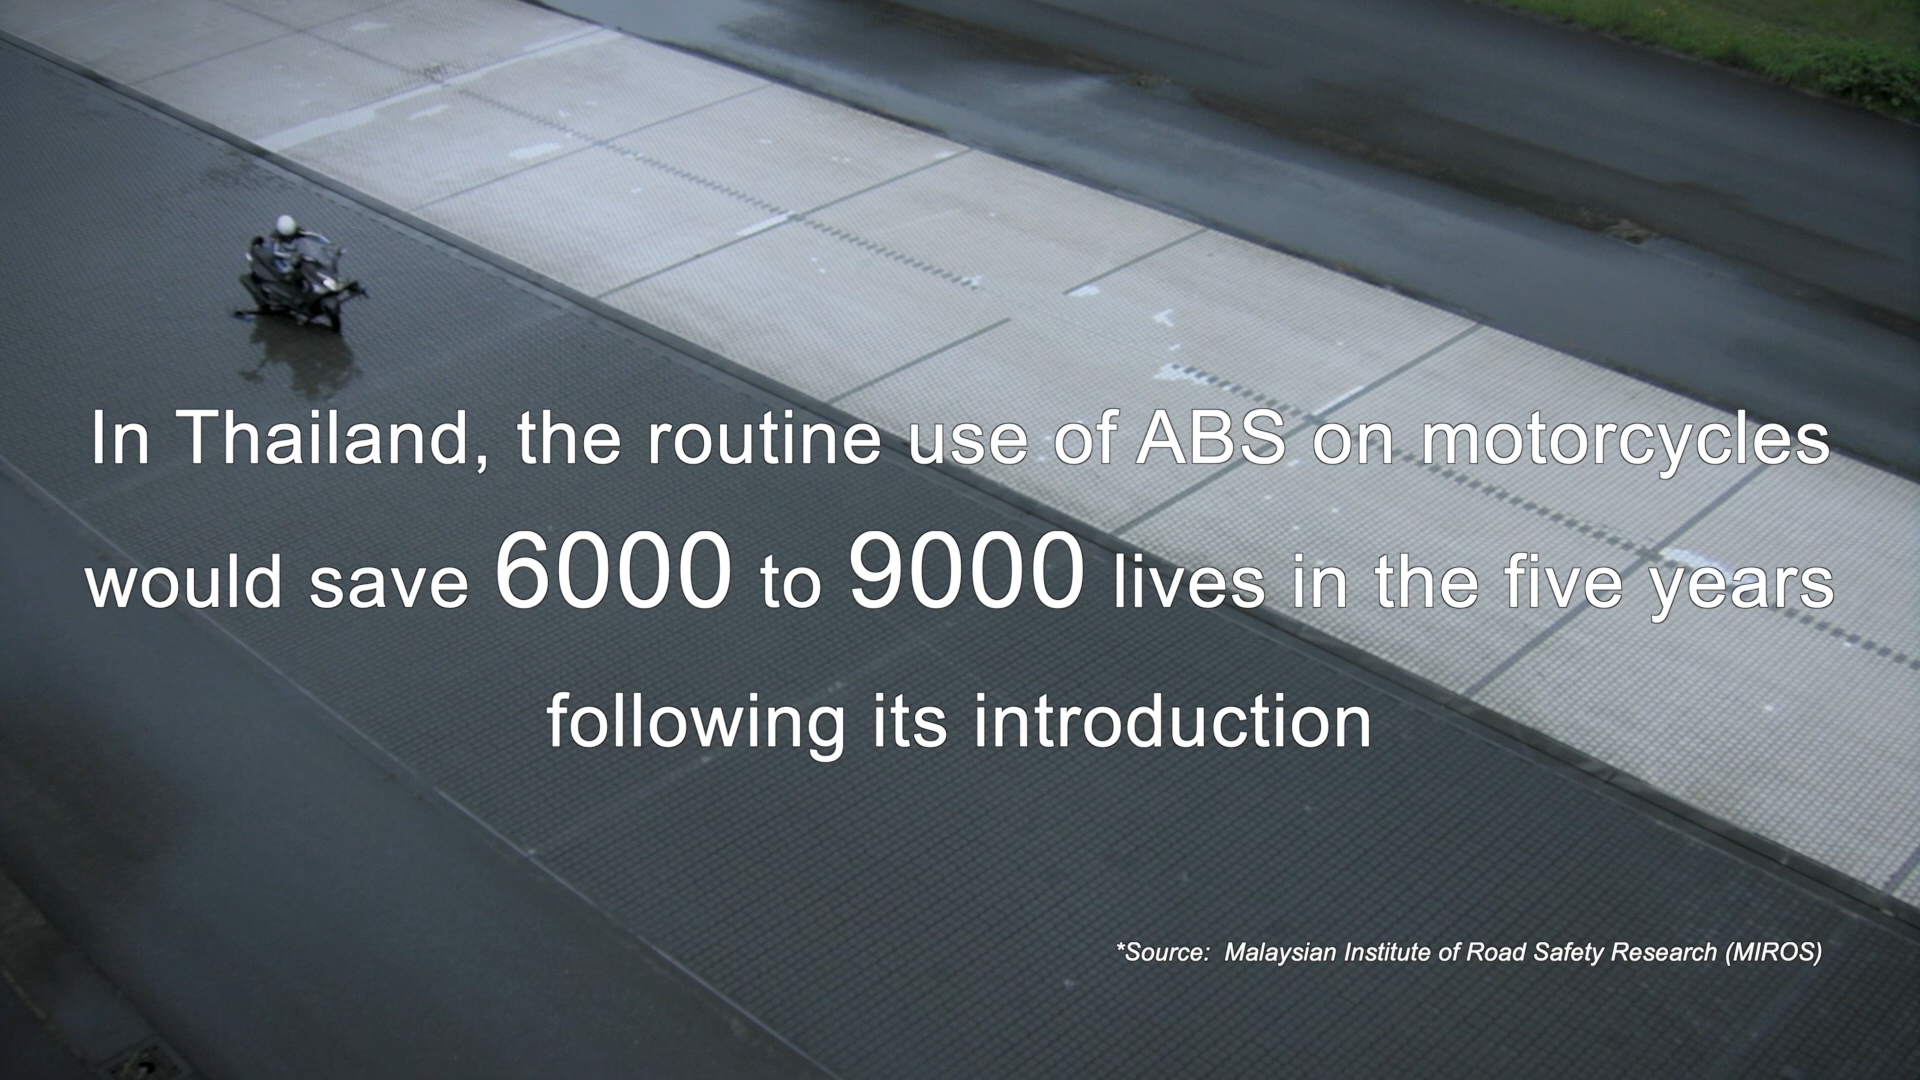 In Thailand, the routine use of ABS on motorcycles
would save 6000 to 9000 lives in the five years
following its introduction
*Source: Malaysian Institute of Road Safety Research (MIROS)